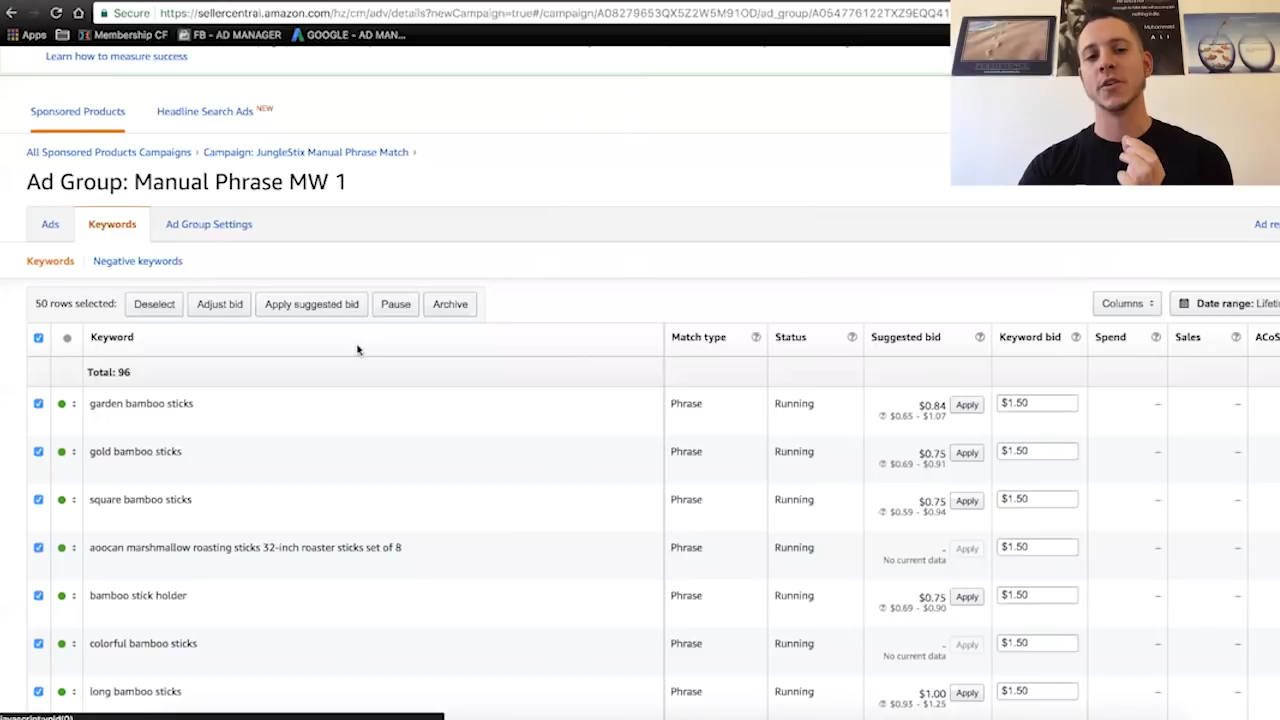 Secure https://sellercentral.amazon.com/hz/cm/adv/details?newCampaign=true#/campaign/A08279653QX5Z2W5M91OD/ad_group/A054776122TXZ9EQQ41
Apps Membership CF FB - AD MANAGER GOOGLE - AD MAN...
Muhammad
ALI
Learn how to measure success
Sponsored Products Headline Search Ads NEW
All Sponsored Products Campaigns › Campaign: JungleStix Manual Phrase Match ›
Ad Group: Manual Phrase MW 1
Ads Keywords Ad Group Settings Ad re
Keywords Negative keywords
50 rows selected: Deselect Adjust bid Apply suggested bid Pause Archive Columns Date range: Lifeti
Keyword Match type Status Suggested bid Keyword bid Spend Sales ACoS
Total: 96
garden bamboo sticks Phrase Running $0.84 Apply $1.50 – –
$0.65 - $1.07
gold bamboo sticks Phrase Running $0.75 Apply $1.50 – –
$0.69 - $0.91
square bamboo sticks Phrase Running $0.75 Apply $1.50 – –
$0.59 - $0.94
aoocan marshmallow roasting sticks 32-inch roaster sticks set of 8 Phrase Running - Apply $1.50 – –
No current data
bamboo stick holder Phrase Running $0.75 Apply $1.50 – –
$0.69 - $0.90
colorful bamboo sticks Phrase Running - Apply $1.50 – –
No current data
long bamboo sticks Phrase Running $1.00 Apply $1.50 – –
$0.93 - $1.25